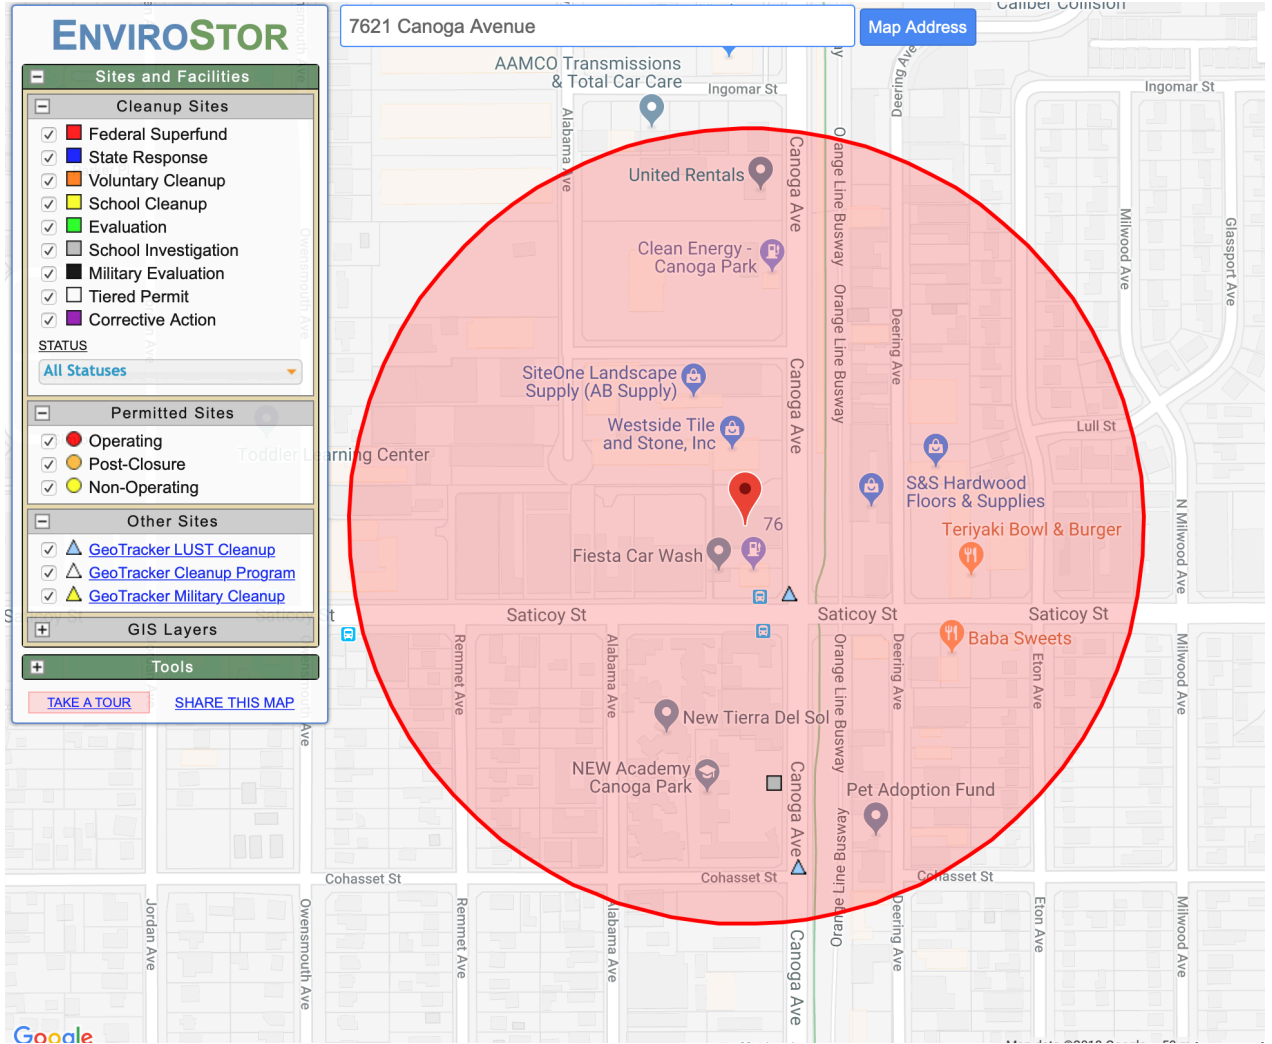 ENVIROSTOR
7621 Canoga Avenue
Map Address
Sites and Facilities
Cleanup Sites
Federal Superfund
State Response
Voluntary Cleanup
School Cleanup
Evaluation
School Investigation
Military Evaluation
Tiered Permit
Corrective Action
STATUS
All Statuses
Permitted Sites
Operating
Post-Closure
Non-Operating
Other Sites
GeoTracker LUST Cleanup
GeoTracker Cleanup Program
GeoTracker Military Cleanup
GIS Layers
Tools
TAKE A TOUR
SHARE THIS MAP
Caliber Collision
AAMCO Transmissions
& Total Car Care
Ingomar St
Ingomar St
Deering Ave
Alabama Ave
Canoga Ave
Orange Line Busway
United Rentals
Clean Energy -
Canoga Park
Milwood Ave
Glassport Ave
Owensmouth Ave
Orange Line Busway
Deering Ave
SiteOne Landscape
Supply (AB Supply)
Canoga Ave
Westside Tile
and Stone, Inc
Lull St
Toddler Learning Center
S&S Hardwood
Floors & Supplies
76
Teriyaki Bowl & Burger
Fiesta Car Wash
N Milwood Ave
Saticoy St
Saticoy St
Saticoy St
Saticoy St
Saticoy St
Baba Sweets
Remmet Ave
Alabama Ave
Orange Line Busway
Deering Ave
Eton Ave
Milwood Ave
Owensmouth Ave
New Tierra Del Sol
NEW Academy
Canoga Park
Canoga Ave
Pet Adoption Fund
Orange Line Busway
Cohasset St
Cohasset St
Cohasset St
Jordan Ave
Owensmouth Ave
Remmet Ave
Alabama Ave
Canoga Ave
Deering Ave
Eton Ave
Milwood Ave
Google